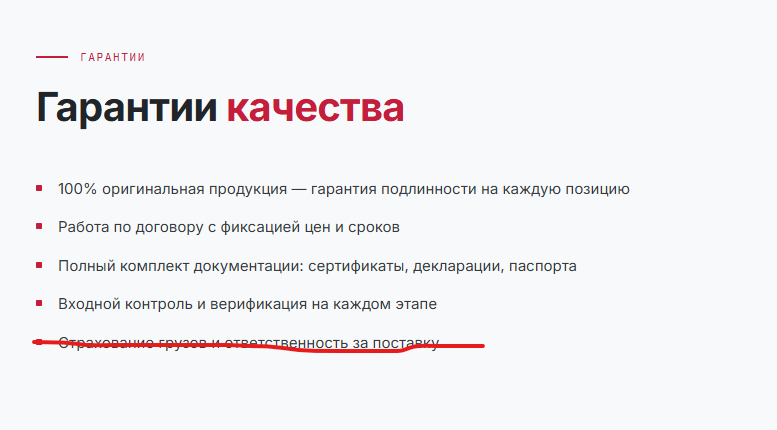 ГАРАНТИИ
Гарантии качества
100% оригинальная продукция — гарантия подлинности на каждую позицию
Работа по договору с фиксацией цен и сроков
Полный комплект документации: сертификаты, декларации, паспорта
Входной контроль и верификация на каждом этапе
Страхование грузов и ответственность за поставку